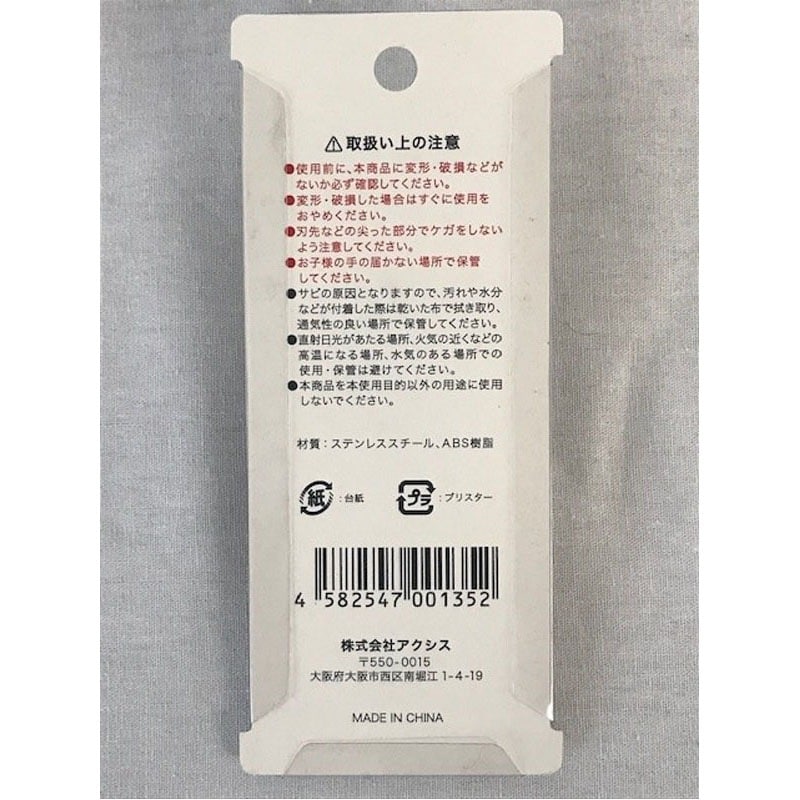 ⚠取扱い上の注意
●使用前に、本商品に変形・破損などが
ないか必ず確認してください。
●変形・破損した場合はすぐに使用を
おやめください。
●刃先などの尖った部分でケガをしない
よう注意してください。
●お子様の手の届かない場所で保管
してください。
●サビの原因となりますので、汚れや水分
などが付着した際は乾いた布で拭き取り、
通気性の良い場所で保管してください。
●直射日光があたる場所、火気の近くなどの
高温になる場所、水気のある場所での
使用・保管は避けてください。
●本商品を本使用目的以外の用途に使用
しないでください。
材質：ステンレススチール、ABS樹脂
紙：台紙 プラ：ブリスター
4 582547 001352
株式会社アクシス
〒550-0015
大阪府大阪市西区南堀江1-4-19
MADE IN CHINA